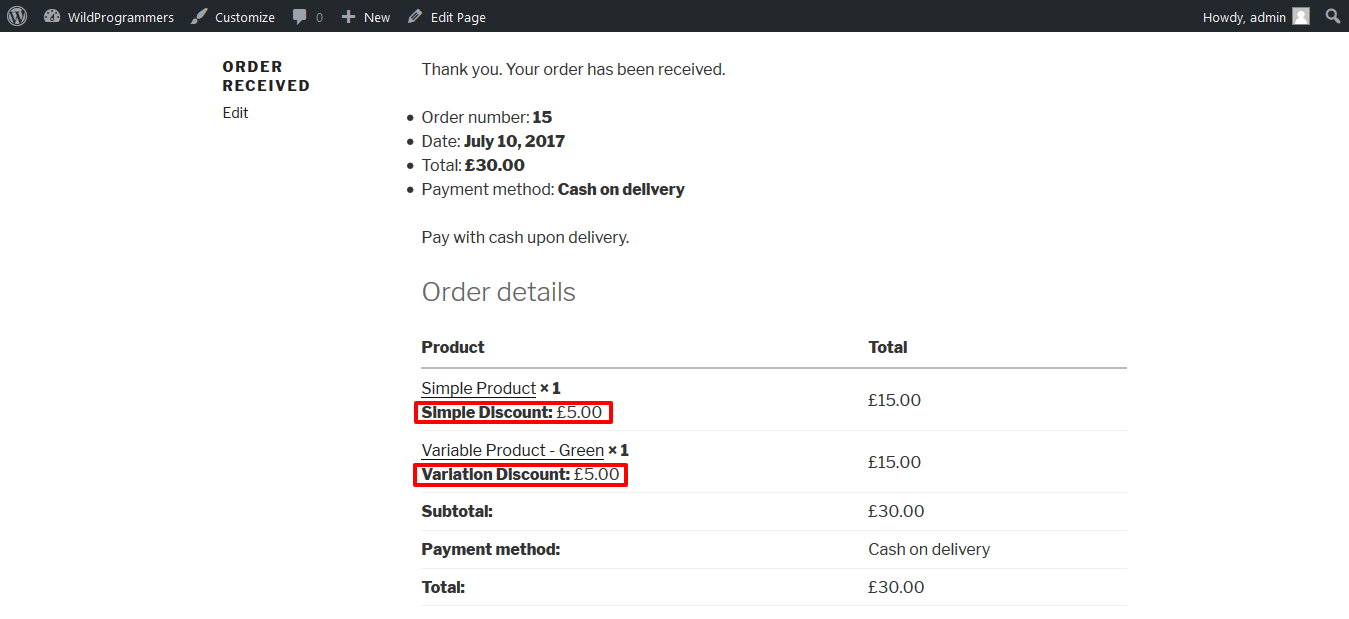 WildProgrammers Customize 0 New Edit Page Howdy, admin
ORDER
RECEIVED
Edit
Thank you. Your order has been received.
Order number: 15
Date: July 10, 2017
Total: £30.00
Payment method: Cash on delivery
Pay with cash upon delivery.
Order details
Product Total
Simple Product × 1
Simple Discount: £5.00
£15.00
Variable Product - Green × 1
Variation Discount: £5.00
£15.00
Subtotal: £30.00
Payment method: Cash on delivery
Total: £30.00